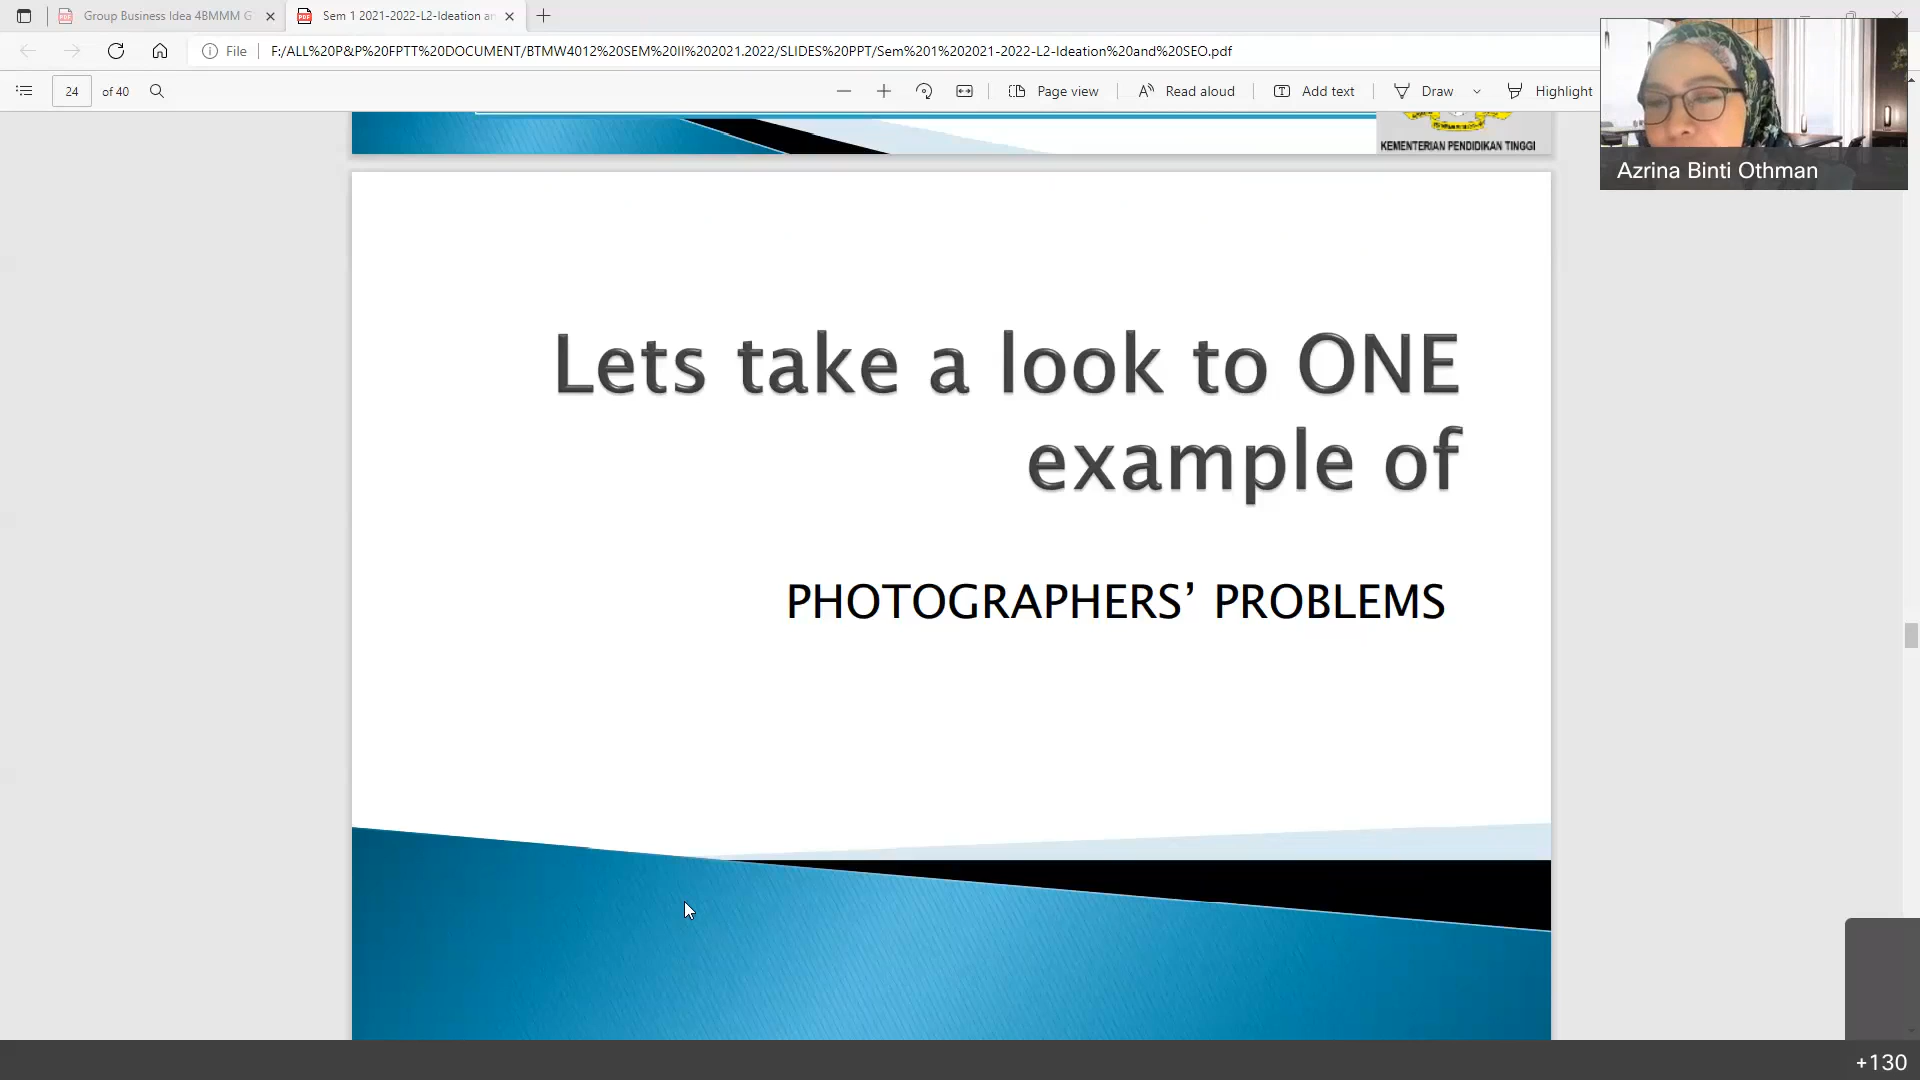 Group Business Idea 4BMMM G
Sem 1 2021-2022-L2-Ideation an
File
F:/ALL%20P&P%20FPTT%20DOCUMENT/BTMW4012%20SEM%20II%202021.2022/SLIDES%20PPT/Sem%201%202021-2022-L2-Ideation%20and%20SEO.pdf
24 of 40
Page view
Read aloud
Add text
Draw
Highlight
Azrina Binti Othman
KEMENTERIAN PENDIDIKAN TINGGI
Lets take a look to ONE
example of
PHOTOGRAPHERS’ PROBLEMS
+130